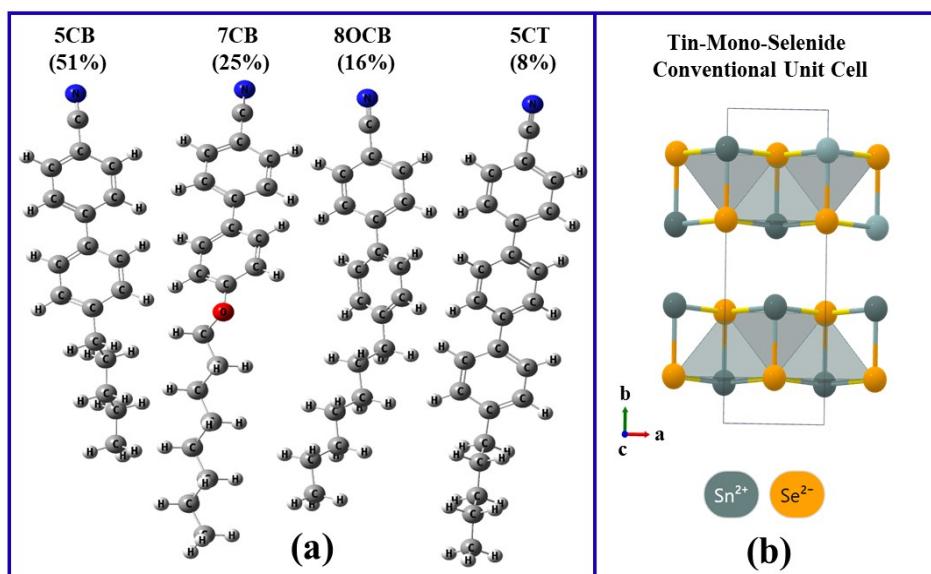 5CB 7CB 8OCB 5CT
(51%) (25%) (16%) (8%)
(a)
Tin-Mono-Selenide
Conventional Unit Cell
b
a
c
Sn²⁺ Se²⁻
(b)